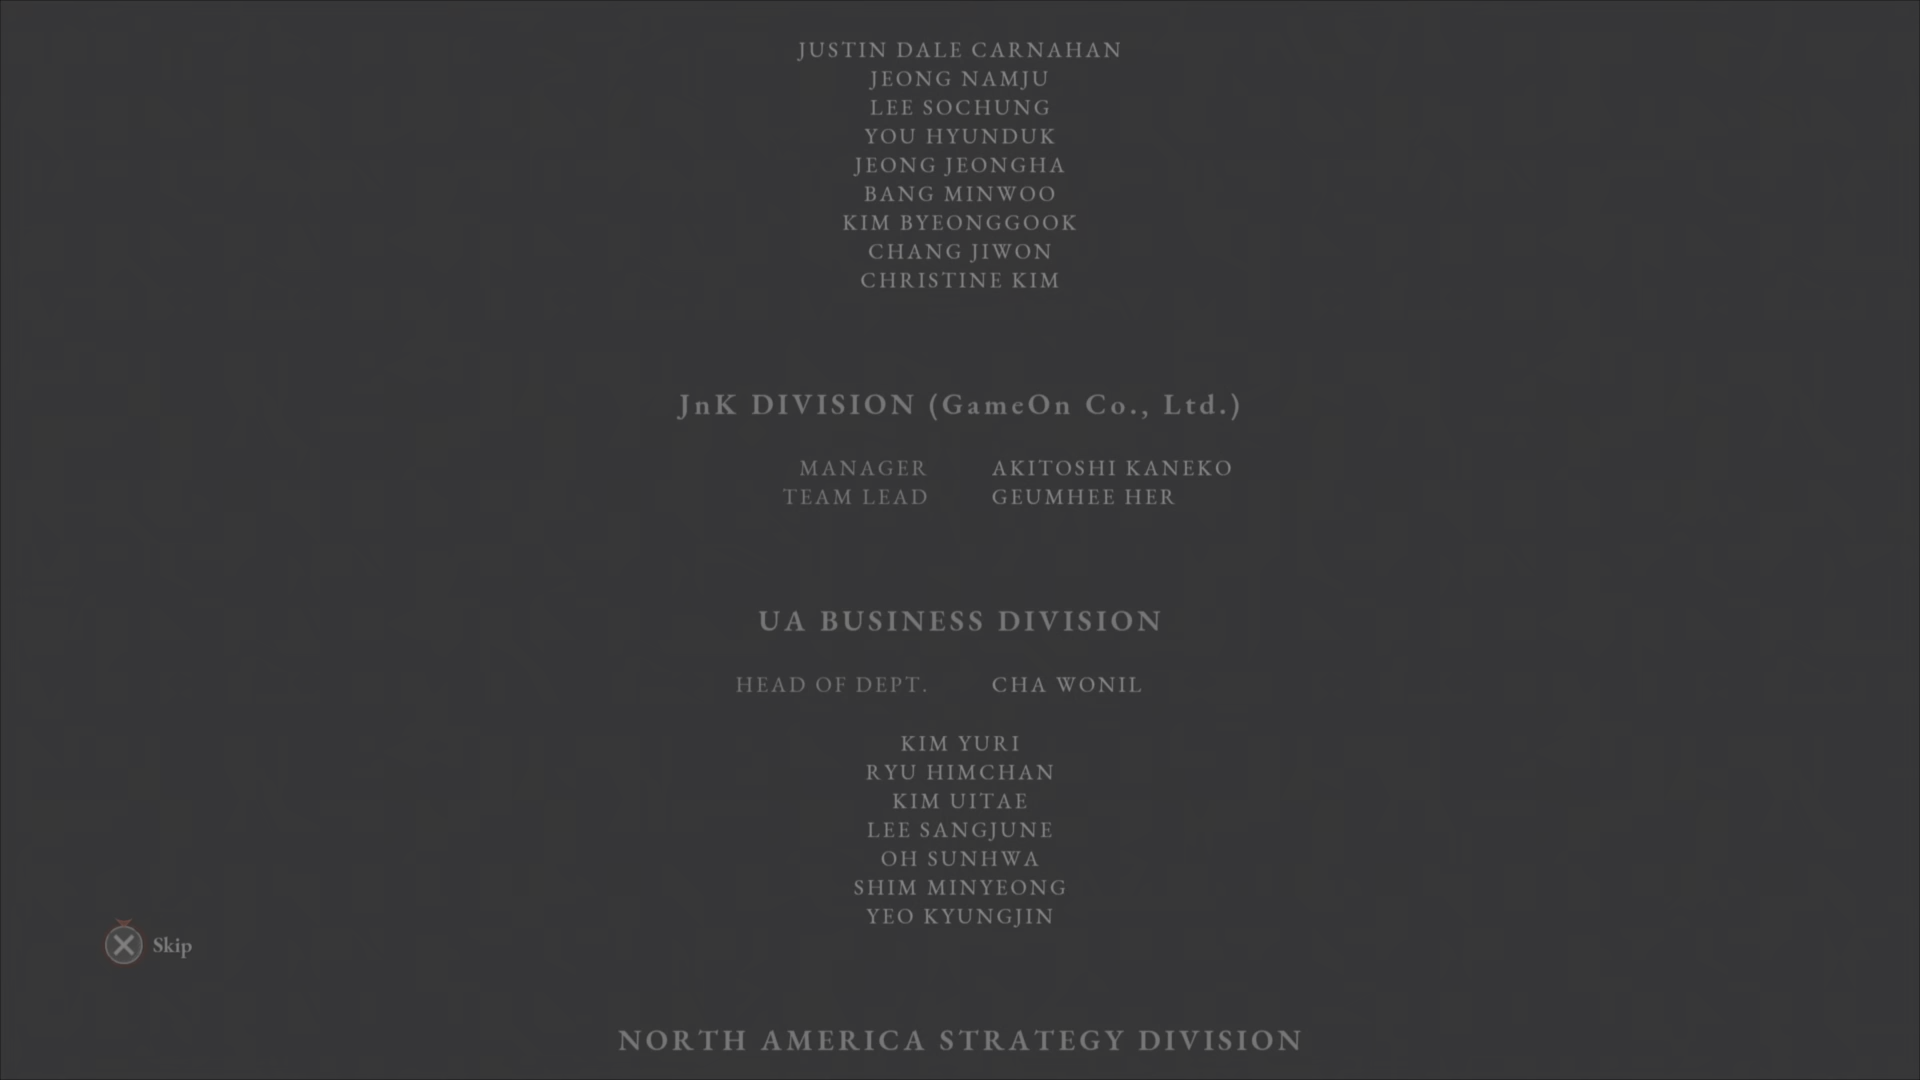 JUSTIN DALE CARNAHAN
JEONG NAMJU
LEE SOCHUNG
YOU HYUNDUK
JEONG JEONGHA
BANG MINWOO
KIM BYEONGGOOK
CHANG JIWON
CHRISTINE KIM
JnK DIVISION (GameOn Co., Ltd.)
MANAGER AKITOSHI KANEKO
TEAM LEAD GEUMHEE HER
UA BUSINESS DIVISION
HEAD OF DEPT. CHA WONIL
KIM YURI
RYU HIMCHAN
KIM UITAE
LEE SANGJUNE
OH SUNHWA
SHIM MINYEONG
YEO KYUNGJIN
Skip
NORTH AMERICA STRATEGY DIVISION